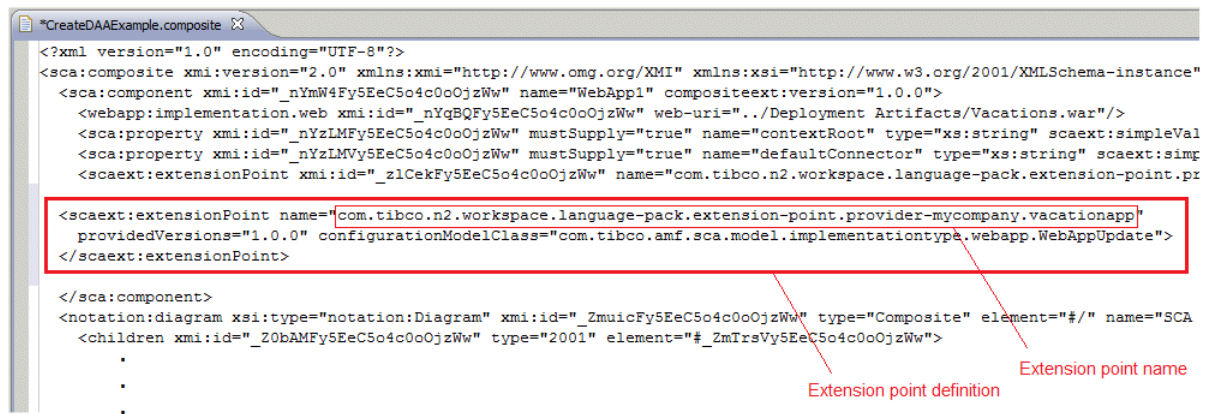 *CreateDAAExample.composite
<?xml version="1.0" encoding="UTF-8"?>
<sca:composite xmi:version="2.0" xmlns:xmi="http://www.omg.org/XMI" xmlns:xsi="http://www.w3.org/2001/XMLSchema-instance"
<sca:component xmi:id="_nYmW4Fy5EeC5o4c0oOjzWw" name="WebApp1" compositeext:version="1.0.0">
<webapp:implementation.web xmi:id="_nYqBQFy5EeC5o4c0oOjzWw" web-uri="../Deployment Artifacts/Vacations.war"/>
<sca:property xmi:id="_nYzLMFy5EeC5o4c0oOjzWw" mustSupply="true" name="contextRoot" type="xs:string" scaext:simpleVal
<sca:property xmi:id="_nYzLMVy5EeC5o4c0oOjzWw" mustSupply="true" name="defaultConnector" type="xs:string" scaext:simp
<scaext:extensionPoint xmi:id="_zlCekFy5EeC5o4c0oOjzWw" name="com.tibco.n2.workspace.language-pack.extension-point.pr
<scaext:extensionPoint name="com.tibco.n2.workspace.language-pack.extension-point.provider-mycompany.vacationapp"
providedVersions="1.0.0" configurationModelClass="com.tibco.amf.sca.model.implementationtype.webapp.WebAppUpdate">
</scaext:extensionPoint>
</sca:component>
<notation:diagram xsi:type="notation:Diagram" xmi:id="_ZmuicFy5EeC5o4c0oOjzWw" type="Composite" element="#/" name="SCA
<children xmi:id="_Z0bAMFy5EeC5o4c0oOjzWw" type="2001" element="#_ZmTrsVy5EeC5o4c0oOjzWw">
.
.
.
Extension point name
Extension point definition